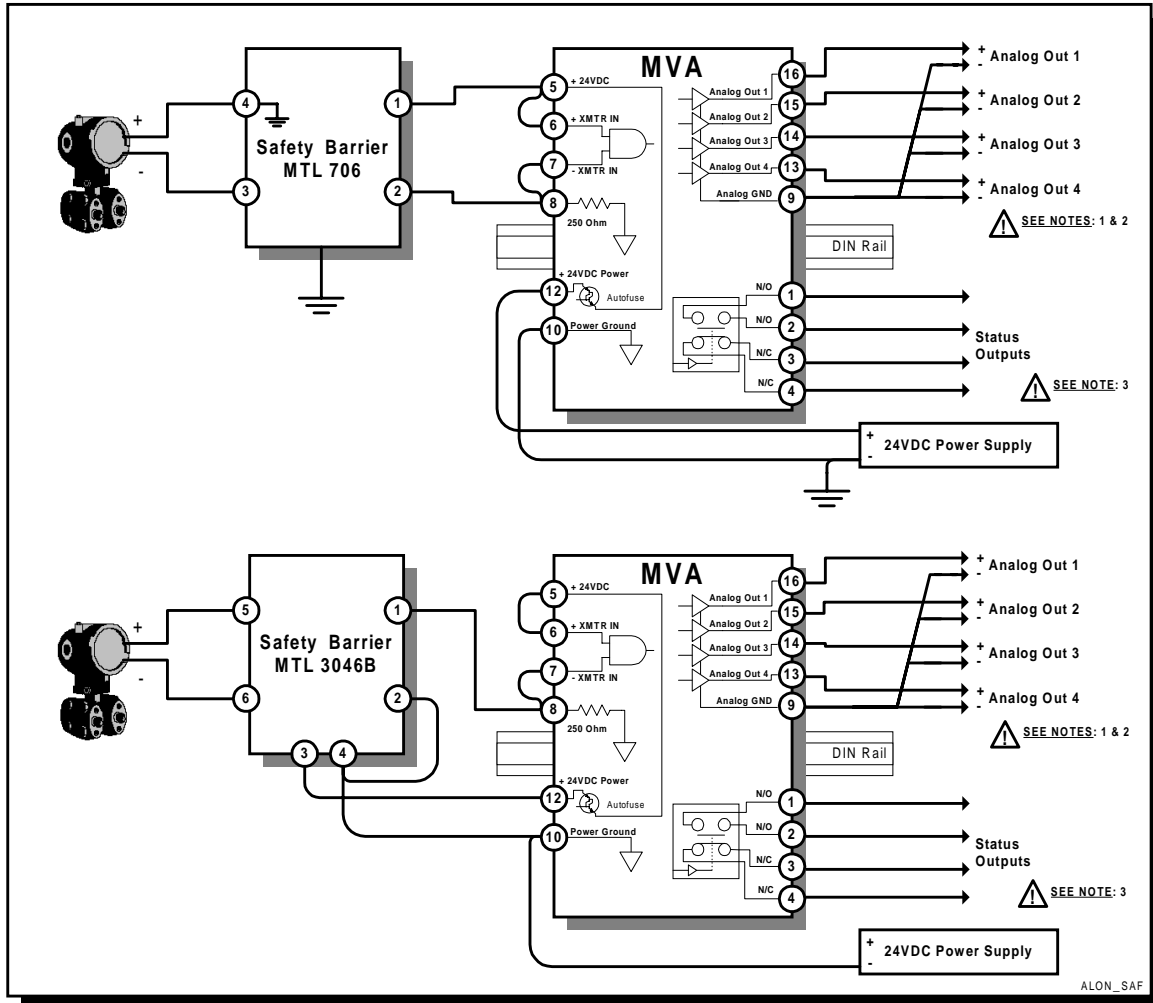 MVA
+
-
4
3
1
2
Safety Barrier
MTL 706
5
+ 24VDC
6
+ XMTR IN
7
- XMTR IN
8
250 Ohm
+ 24VDC Power
12
Autofuse
10
Power Ground
Analog Out 1
16
Analog Out 2
15
Analog Out 3
14
Analog Out 4
13
Analog GND
9
+ Analog Out 1
-
+ Analog Out 2
-
+ Analog Out 3
-
+ Analog Out 4
-
! SEE NOTES: 1 & 2
DIN Rail
N/O
1
N/O
2
N/C
3
N/C
4
Status
Outputs
! SEE NOTE: 3
+
- 24VDC Power Supply
MVA
+
-
5
6
1
2
3
4
Safety Barrier
MTL 3046B
5
+ 24VDC
6
+ XMTR IN
7
- XMTR IN
8
250 Ohm
+ 24VDC Power
12
Autofuse
10
Power Ground
Analog Out 1
16
Analog Out 2
15
Analog Out 3
14
Analog Out 4
13
Analog GND
9
+ Analog Out 1
-
+ Analog Out 2
-
+ Analog Out 3
-
+ Analog Out 4
-
! SEE NOTES: 1 & 2
DIN Rail
N/O
1
N/O
2
N/C
3
N/C
4
Status
Outputs
! SEE NOTE: 3
+
- 24VDC Power Supply
ALON_SAF